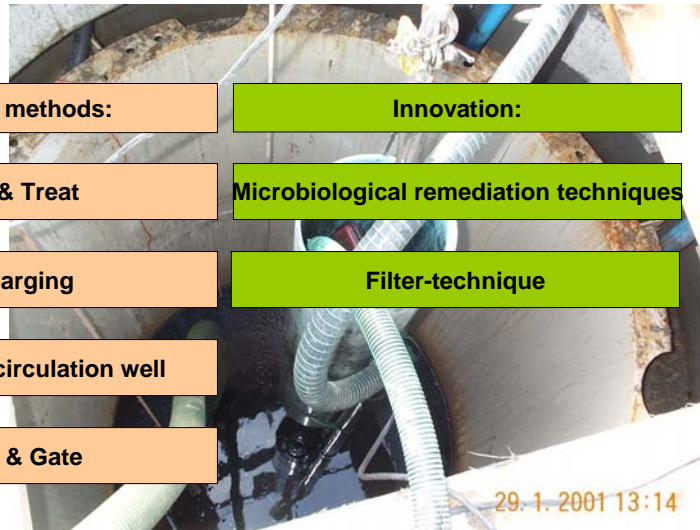 methods:
Innovation:
& Treat
Microbiological remediation techniques
arging
Filter-technique
circulation well
& Gate
29. 1. 2001 13:14